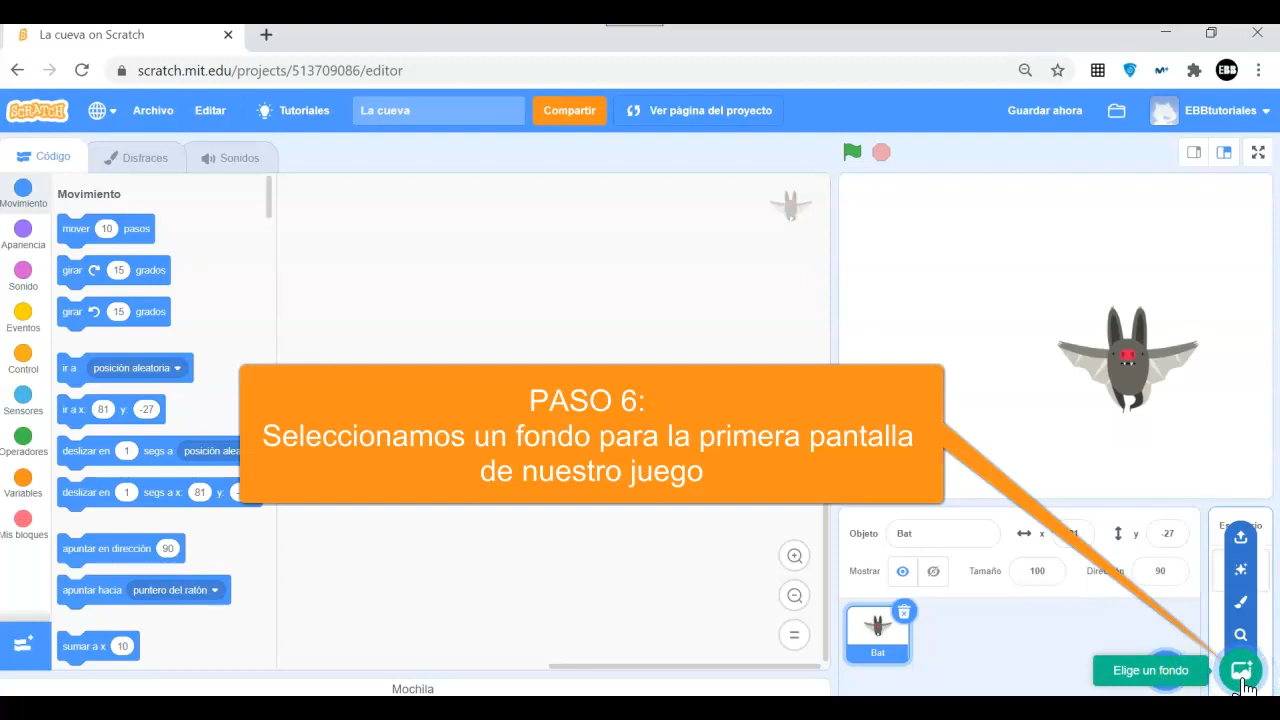 La cueva on Scratch
scratch.mit.edu/projects/513709086/editor
EBB
SCRATCH
Archivo
Editar
Tutoriales
La cueva
Compartir
Ver página del proyecto
Guardar ahora
EBBtutoriales
Código
Disfraces
Sonidos
Movimiento
Apariencia
Sonido
Eventos
Control
Sensores
Operadores
Variables
Mis bloques
Movimiento
mover 10 pasos
girar 15 grados
girar 15 grados
ir a posición aleatoria
ir a x: 81 y: -27
deslizar en 1 segs a posición alea
deslizar en 1 segs a x: 81 y:
apuntar en dirección 90
apuntar hacia puntero del ratón
sumar a x 10
PASO 6:
Seleccionamos un fondo para la primera pantalla
de nuestro juego
Objeto Bat x y -27
Mostrar Tamaño 100 Dirección 90
Bat
Elige un fondo
Mochila